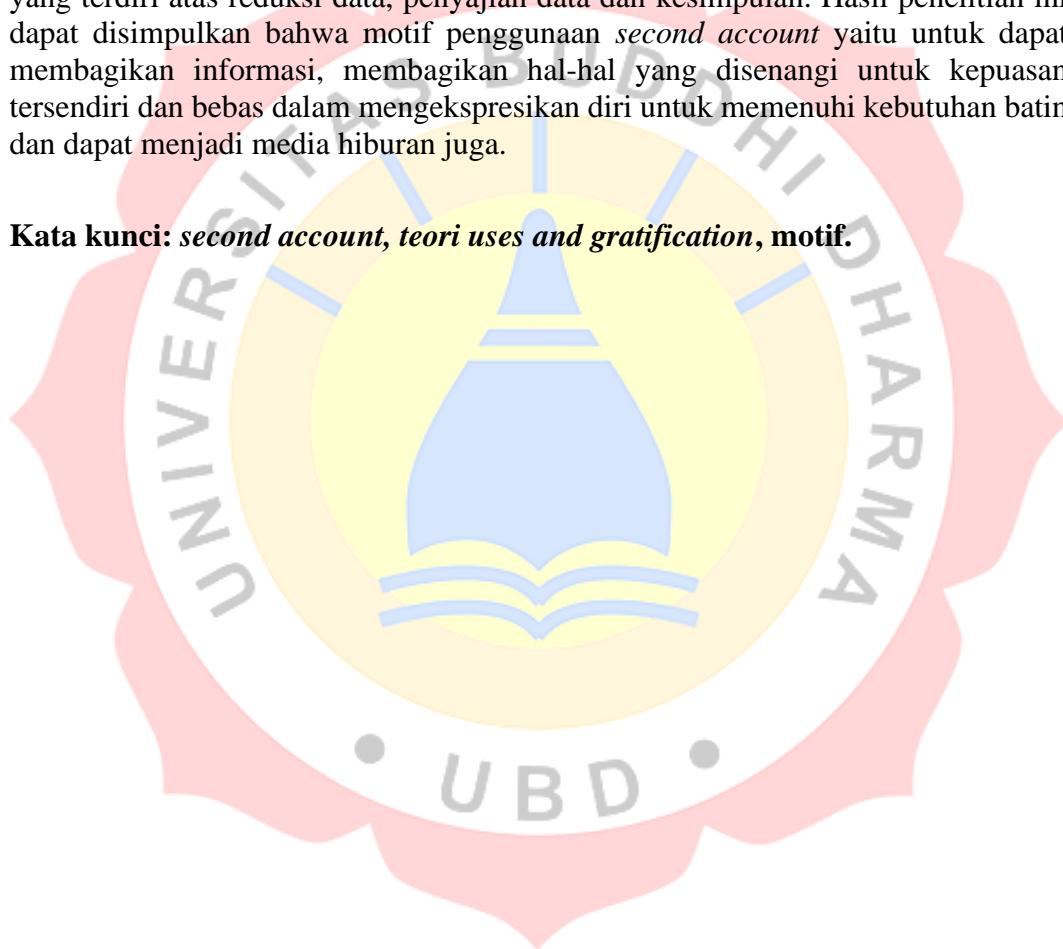 yang terdiri atas reduksi data, penyajian data dan kesimpulan. Hasil penelitian ini
dapat disimpulkan bahwa motif penggunaan second account yaitu untuk dapat
membagikan informasi, membagikan hal-hal yang disenangi untuk kepuasan
tersendiri dan bebas dalam mengekspresikan diri untuk memenuhi kebutuhan batin
dan dapat menjadi media hiburan juga.
Kata kunci: second account, teori uses and gratification, motif.
UNIVERSITAS BUDDHI DHARMA
• UBD •